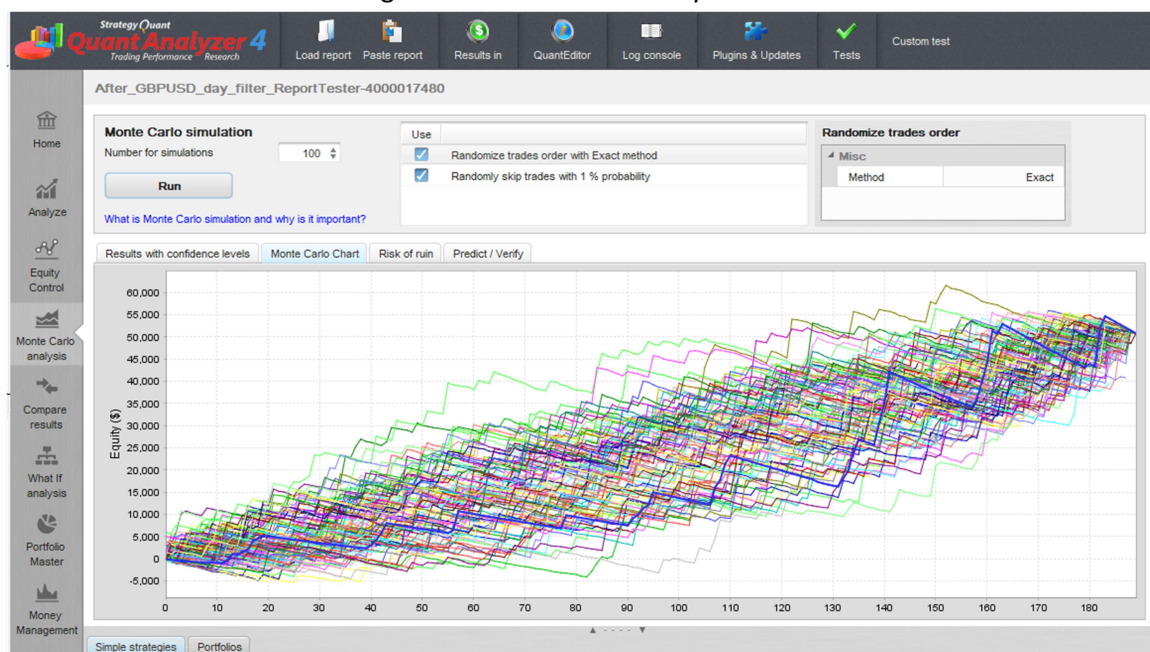 Strategy Quant
QuantAnalyzer 4
Trading Performance Research
Load report
Paste report
Results in
QuantEditor
Log console
Plugins & Updates
Tests
Custom test
After_GBPUSD_day_filter_ReportTester-4000017480
Home
Analyze
Equity
Control
Monte Carlo
analysis
Compare
results
What If
analysis
Portfolio
Master
Money
Management
Monte Carlo simulation
Number for simulations 100
Run
What is Monte Carlo simulation and why is it important?
Use
Randomize trades order with Exact method
Randomly skip trades with 1 % probability
Randomize trades order
Misc
Method Exact
Results with confidence levels
Monte Carlo Chart
Risk of ruin
Predict / Verify
Equity ($)
60,000
55,000
50,000
45,000
40,000
35,000
30,000
25,000
20,000
15,000
10,000
5,000
0
-5,000
0 10 20 30 40 50 60 70 80 90 100 110 120 130 140 150 160 170 180
Simple strategies
Portfolios